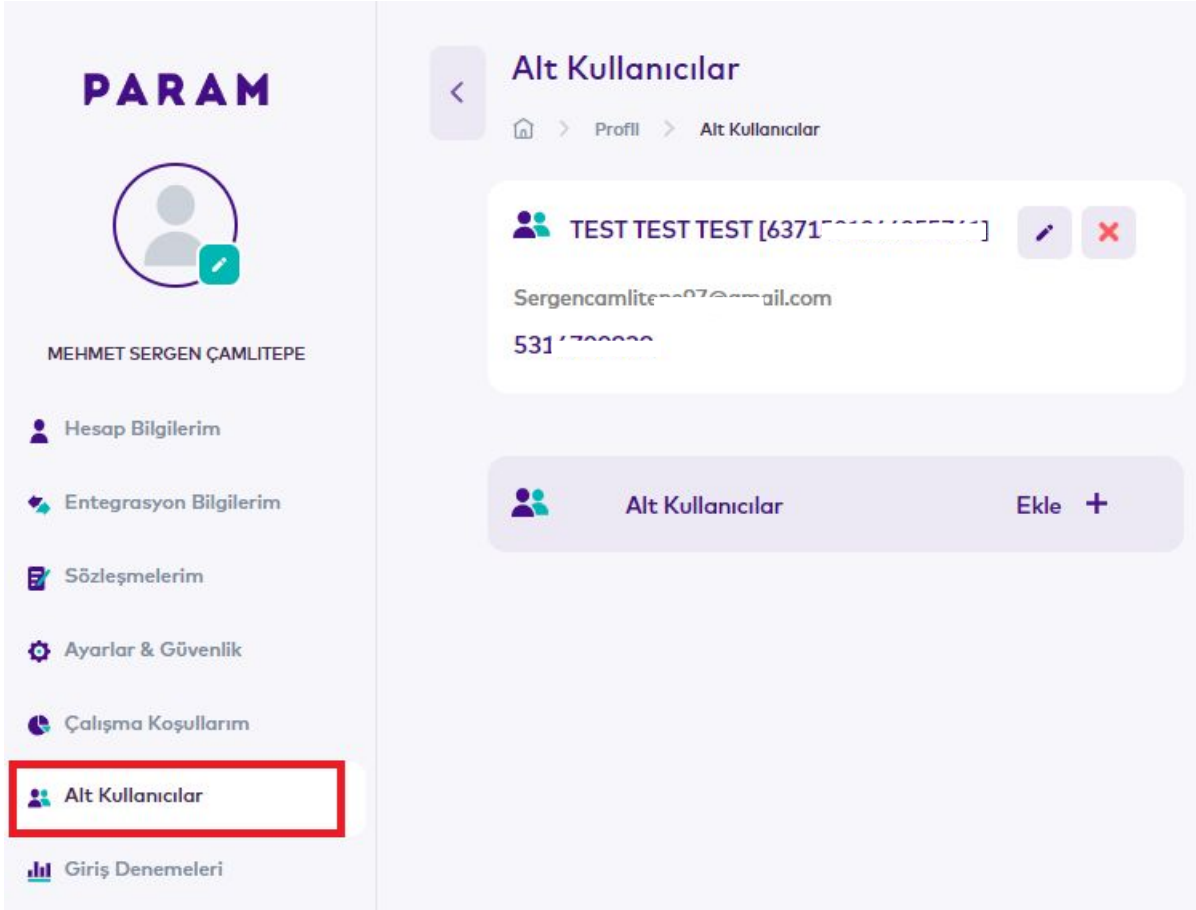 PARAM
MEHMET SERGEN ÇAMLITEPE
Hesap Bilgilerim
Entegrasyon Bilgilerim
Sözleşmelerim
Ayarlar & Güvenlik
Çalışma Koşullarım
Alt Kullanıcılar
Giriş Denemeleri
Alt Kullanıcılar
Profil > Alt Kullanıcılar
TEST TEST TEST
Alt Kullanıcılar Ekle +